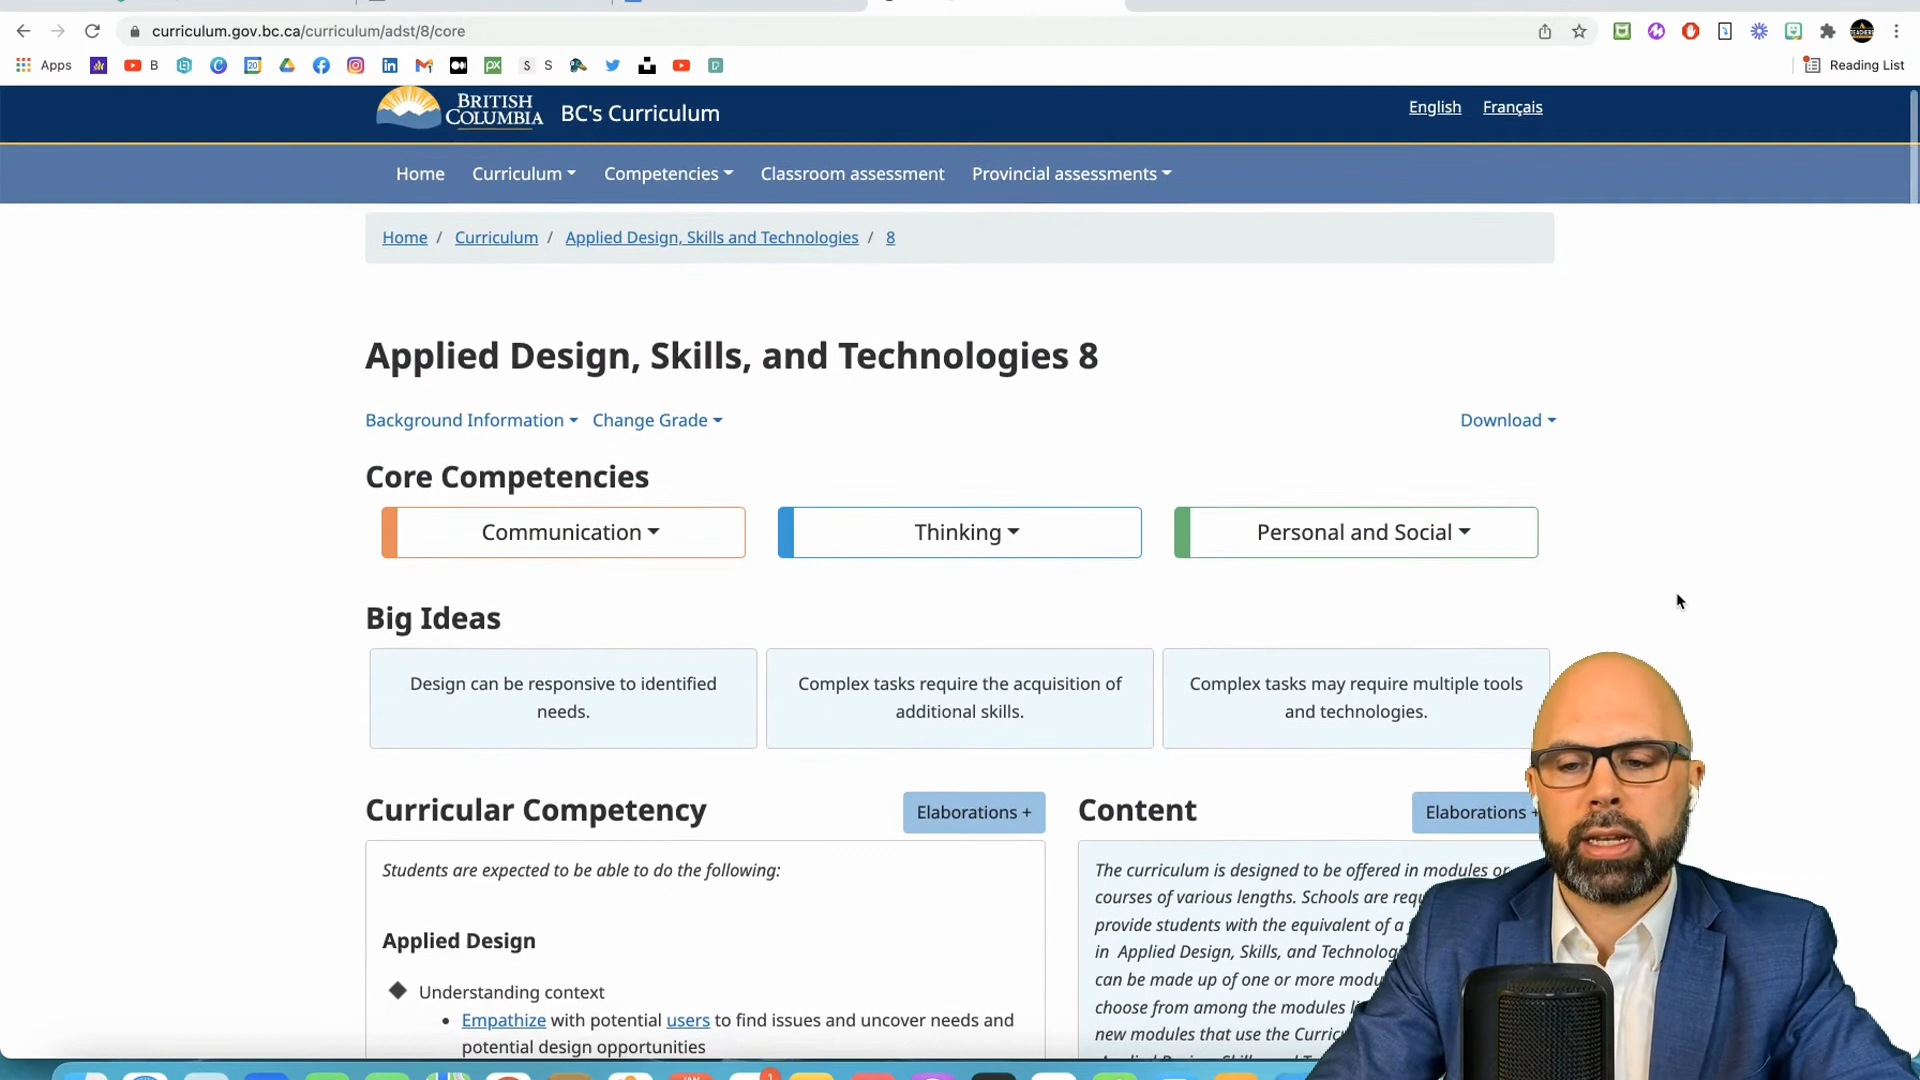 curriculum.gov.bc.ca/curriculum/adst/8/core
Apps
B
S
Reading List
BRITISH
COLUMBIA
BC's Curriculum
English
Français
Home
Curriculum
Competencies
Classroom assessment
Provincial assessments
Home / Curriculum / Applied Design, Skills and Technologies / 8
Applied Design, Skills, and Technologies 8
Background Information
Change Grade
Download
Core Competencies
Communication
Thinking
Personal and Social
Big Ideas
Design can be responsive to identified
needs.
Complex tasks require the acquisition of
additional skills.
Complex tasks may require multiple tools
and technologies.
Curricular Competency
Elaborations +
Students are expected to be able to do the following:
Applied Design
Understanding context
• Empathize with potential users to find issues and uncover needs and
potential design opportunities
Content
Elaborations +
The curriculum is designed to be offered in modules or
courses of various lengths. Schools are
provide students with the equivalent of a
in Applied Design, Skills, and
can be made up of one or more
choose from among the modules
new modules that use the